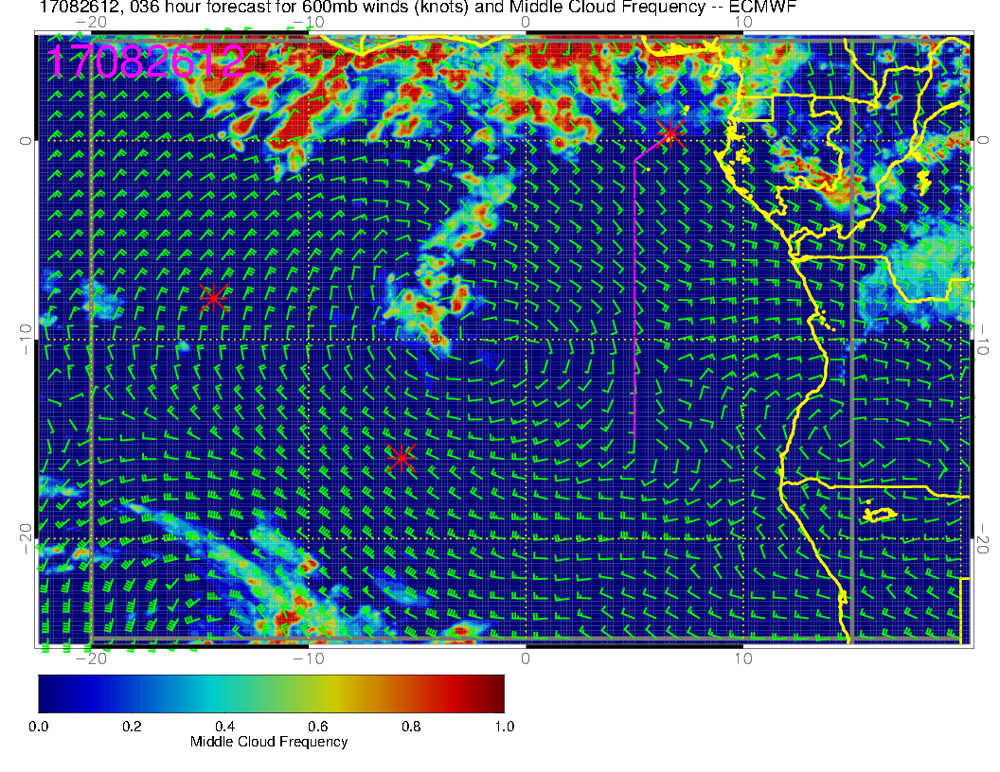 17082612, 036 hour forecast for 600mb winds (knots) and Middle Cloud Frequency -- ECMWF
−20 −10 0 10
17082612
0 0
−10 −10
−20 −20
−20 −10 0 10
0.0 0.2 0.4 0.6 0.8 1.0
Middle Cloud Frequency